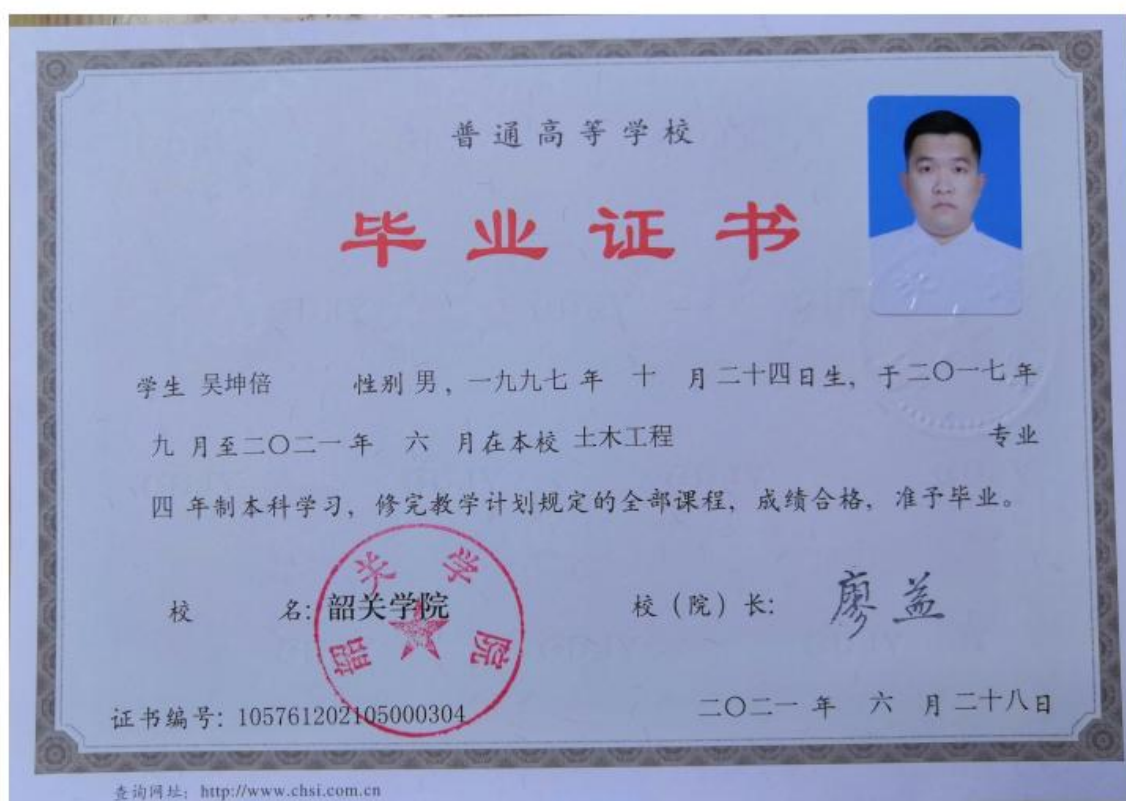 普通高等学校
毕业证书
学生 吴坤倍 性别 男，一九九七 年 十 月 二十四 日生，于 二〇一七 年
九 月至 二〇二一 年 六 月在本校 土木工程 专业
四 年制本科学习，修完教学计划规定的全部课程，成绩合格，准予毕业。
校 名：韶关学院 校（院）长： 廖益
韶关学院
证书编号：105761202105000304 二〇二一 年 六 月 二十八 日
查询网址：http://www.chsi.com.cn